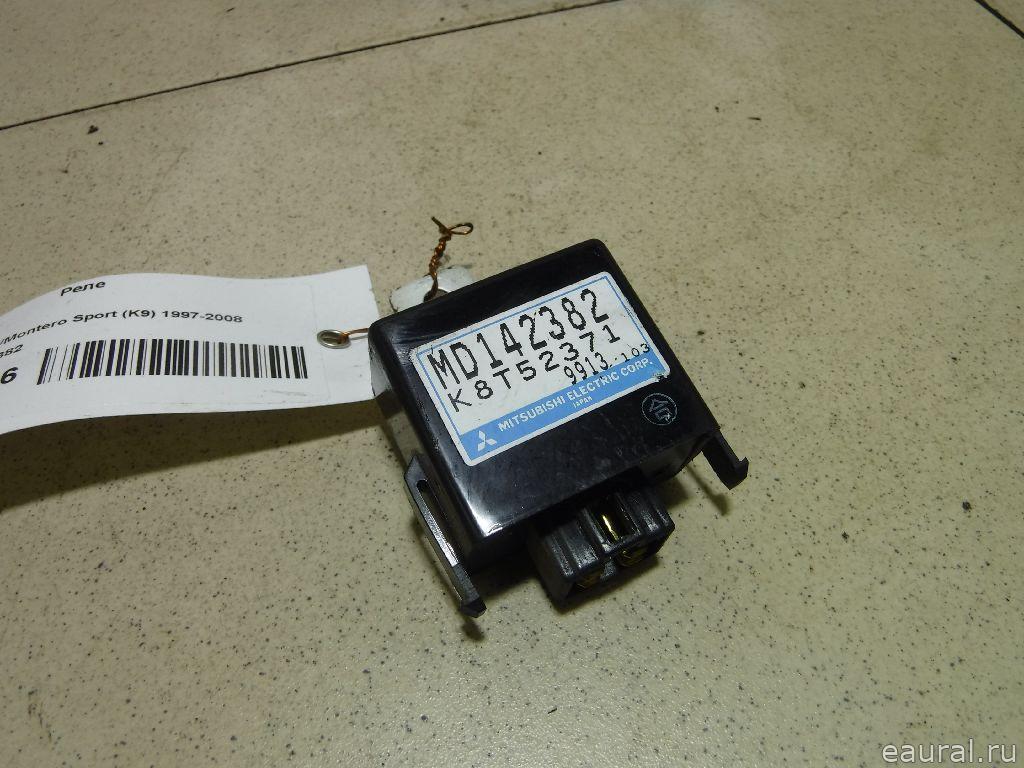 Реле
/Montero Sport (K9) 1997-2008
382
6
MD142382
K8T52371
9913 103
MITSUBISHI ELECTRIC CORP.
JAPAN
eaural.ru